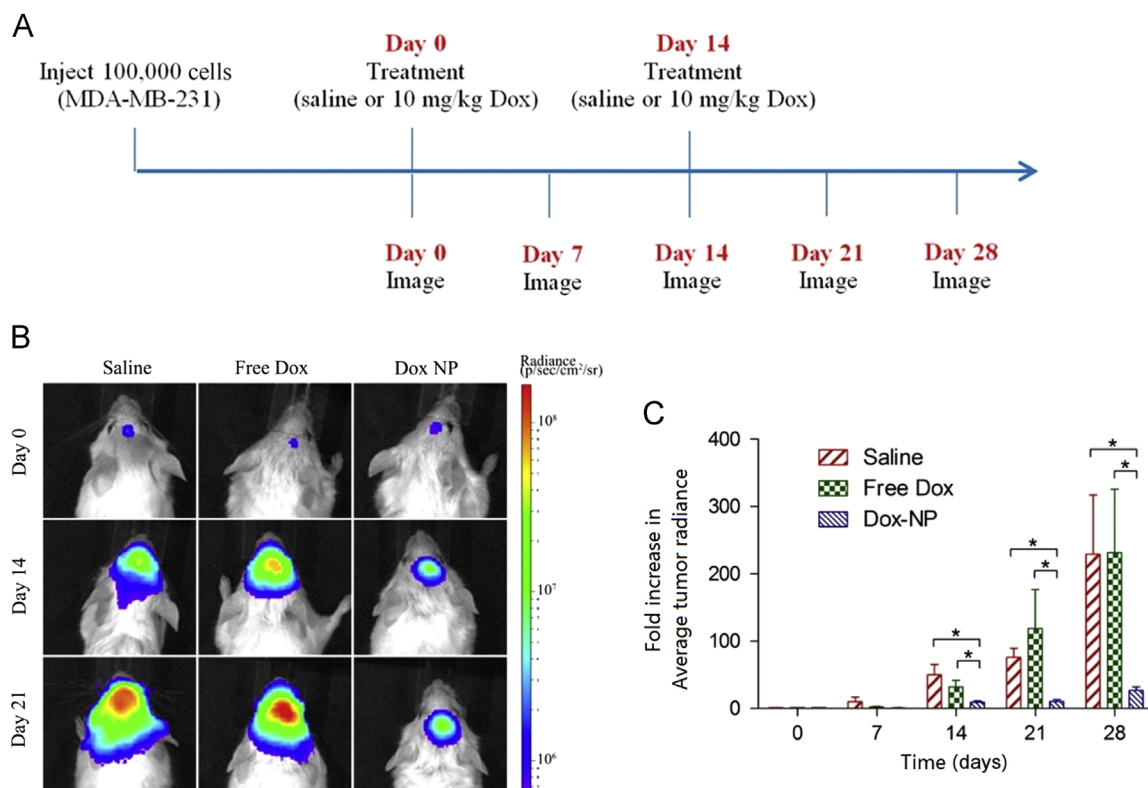 A
Inject 100,000 cells
(MDA-MB-231)
Day 0
Treatment
(saline or 10 mg/kg Dox)
Day 14
Treatment
(saline or 10 mg/kg Dox)
Day 0
Image
Day 7
Image
Day 14
Image
Day 21
Image
Day 28
Image
B
Saline
Free Dox
Dox NP
Radiance
(p/sec/cm²/sr)
Day 0
Day 14
Day 21
10⁸
10⁷
10⁶
C
Fold increase in
Average tumor radiance
400
300
200
100
0
Saline
Free Dox
Dox-NP
* * * * * *
0 7 14 21 28
Time (days)